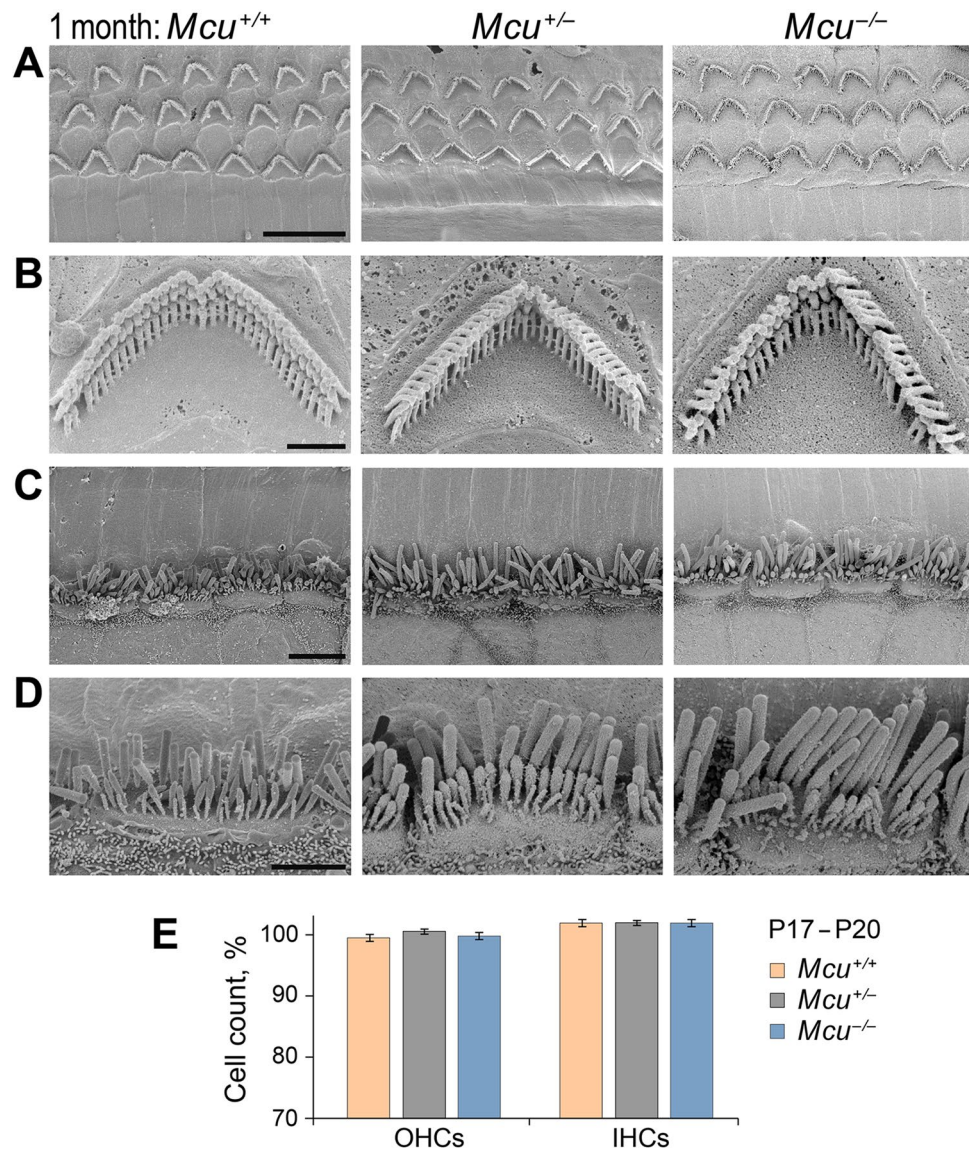 1 month: Mcu+/+ Mcu+/− Mcu−/−
A
B
C
D
E
Cell count, %
100
90
80
70
OHCs IHCs
P17–P20
Mcu+/+
Mcu+/−
Mcu−/−